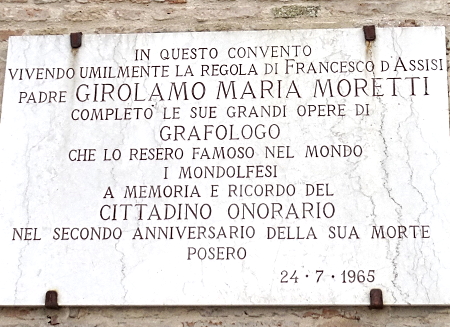 IN QUESTO CONVENTO
VIVENDO UMILMENTE LA REGOLA DI FRANCESCO D'ASSISI
PADRE GIROLAMO MARIA MORETTI
COMPLETO' LE SUE GRANDI OPERE DI
GRAFOLOGO
CHE LO RESERO FAMOSO NEL MONDO
I MONDOLFESI
A MEMORIA E RICORDO DEL
CITTADINO ONORARIO
NEL SECONDO ANNIVERSARIO DELLA SUA MORTE
POSERO
24·7·1965